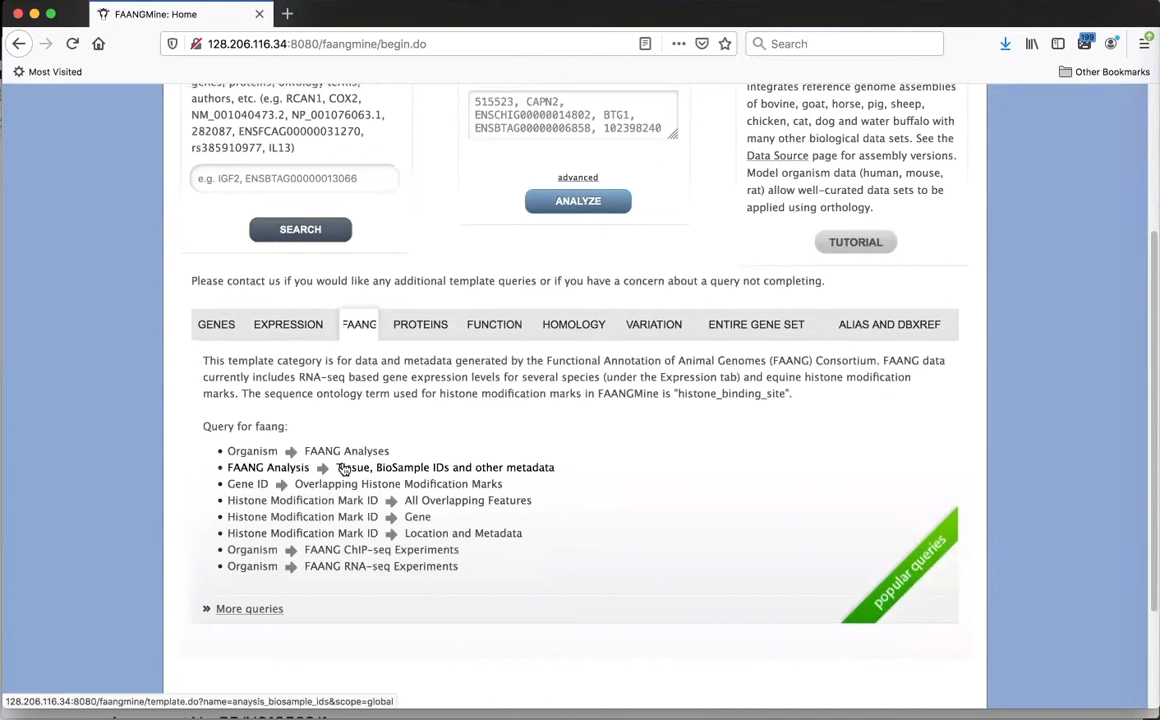 FAANGMine: Home
128.206.116.34:8080/faangmine/begin.do
Search
199
Most Visited
Other Bookmarks
genes, proteins, ontology terms,
authors, etc. (e.g. RCAN1, COX2,
NM_001040473.2, NP_001076063.1,
282087, ENSFCAG00000031270,
rs385910977, IL13)
e.g. IGF2, ENSBTAG00000013066
SEARCH
515523, CAPN2,
ENSCHIG00000014802, BTG1,
ENSBTAG00000006858, 102398240
advanced
ANALYZE
integrates reference genome assemblies
of bovine, goat, horse, pig, sheep,
chicken, cat, dog and water buffalo with
many other biological data sets. See the
Data Source page for assembly versions.
Model organism data (human, mouse,
rat) allow well-curated data sets to be
applied using orthology.
TUTORIAL
Please contact us if you would like any additional template queries or if you have a concern about a query not completing.
GENES EXPRESSION FAANG PROTEINS FUNCTION HOMOLOGY VARIATION ENTIRE GENE SET ALIAS AND DBXREF
This template category is for data and metadata generated by the Functional Annotation of Animal Genomes (FAANG) Consortium. FAANG data
currently includes RNA-seq based gene expression levels for several species (under the Expression tab) and equine histone modification
marks. The sequence ontology term used for histone modification marks in FAANGMine is "histone_binding_site".
Query for faang:
• Organism FAANG Analyses
• FAANG Analysis Tissue, BioSample IDs and other metadata
• Gene ID Overlapping Histone Modification Marks
• Histone Modification Mark ID All Overlapping Features
• Histone Modification Mark ID Gene
• Histone Modification Mark ID Location and Metadata
• Organism FAANG ChIP-seq Experiments
• Organism FAANG RNA-seq Experiments
popular queries
» More queries
128.206.116.34:8080/faangmine/template.do?name=anaysis_biosample_ids&scope=global